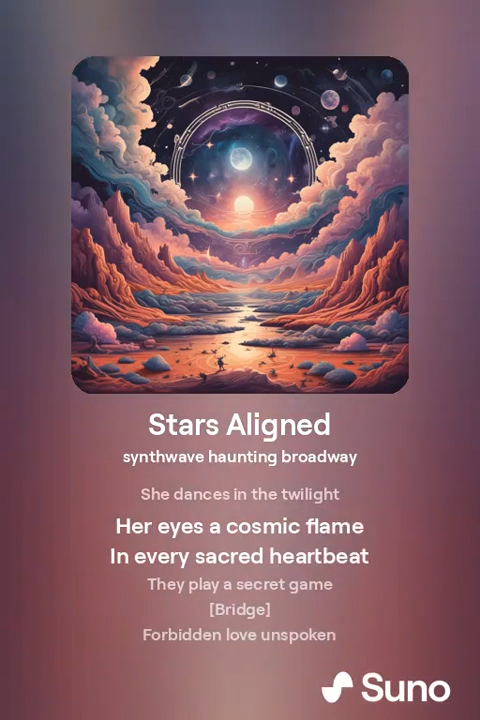 Stars Aligned
synthwave haunting broadway
She dances in the twilight
Her eyes a cosmic flame
In every sacred heartbeat
They play a secret game
[Bridge]
Forbidden love unspoken
Suno